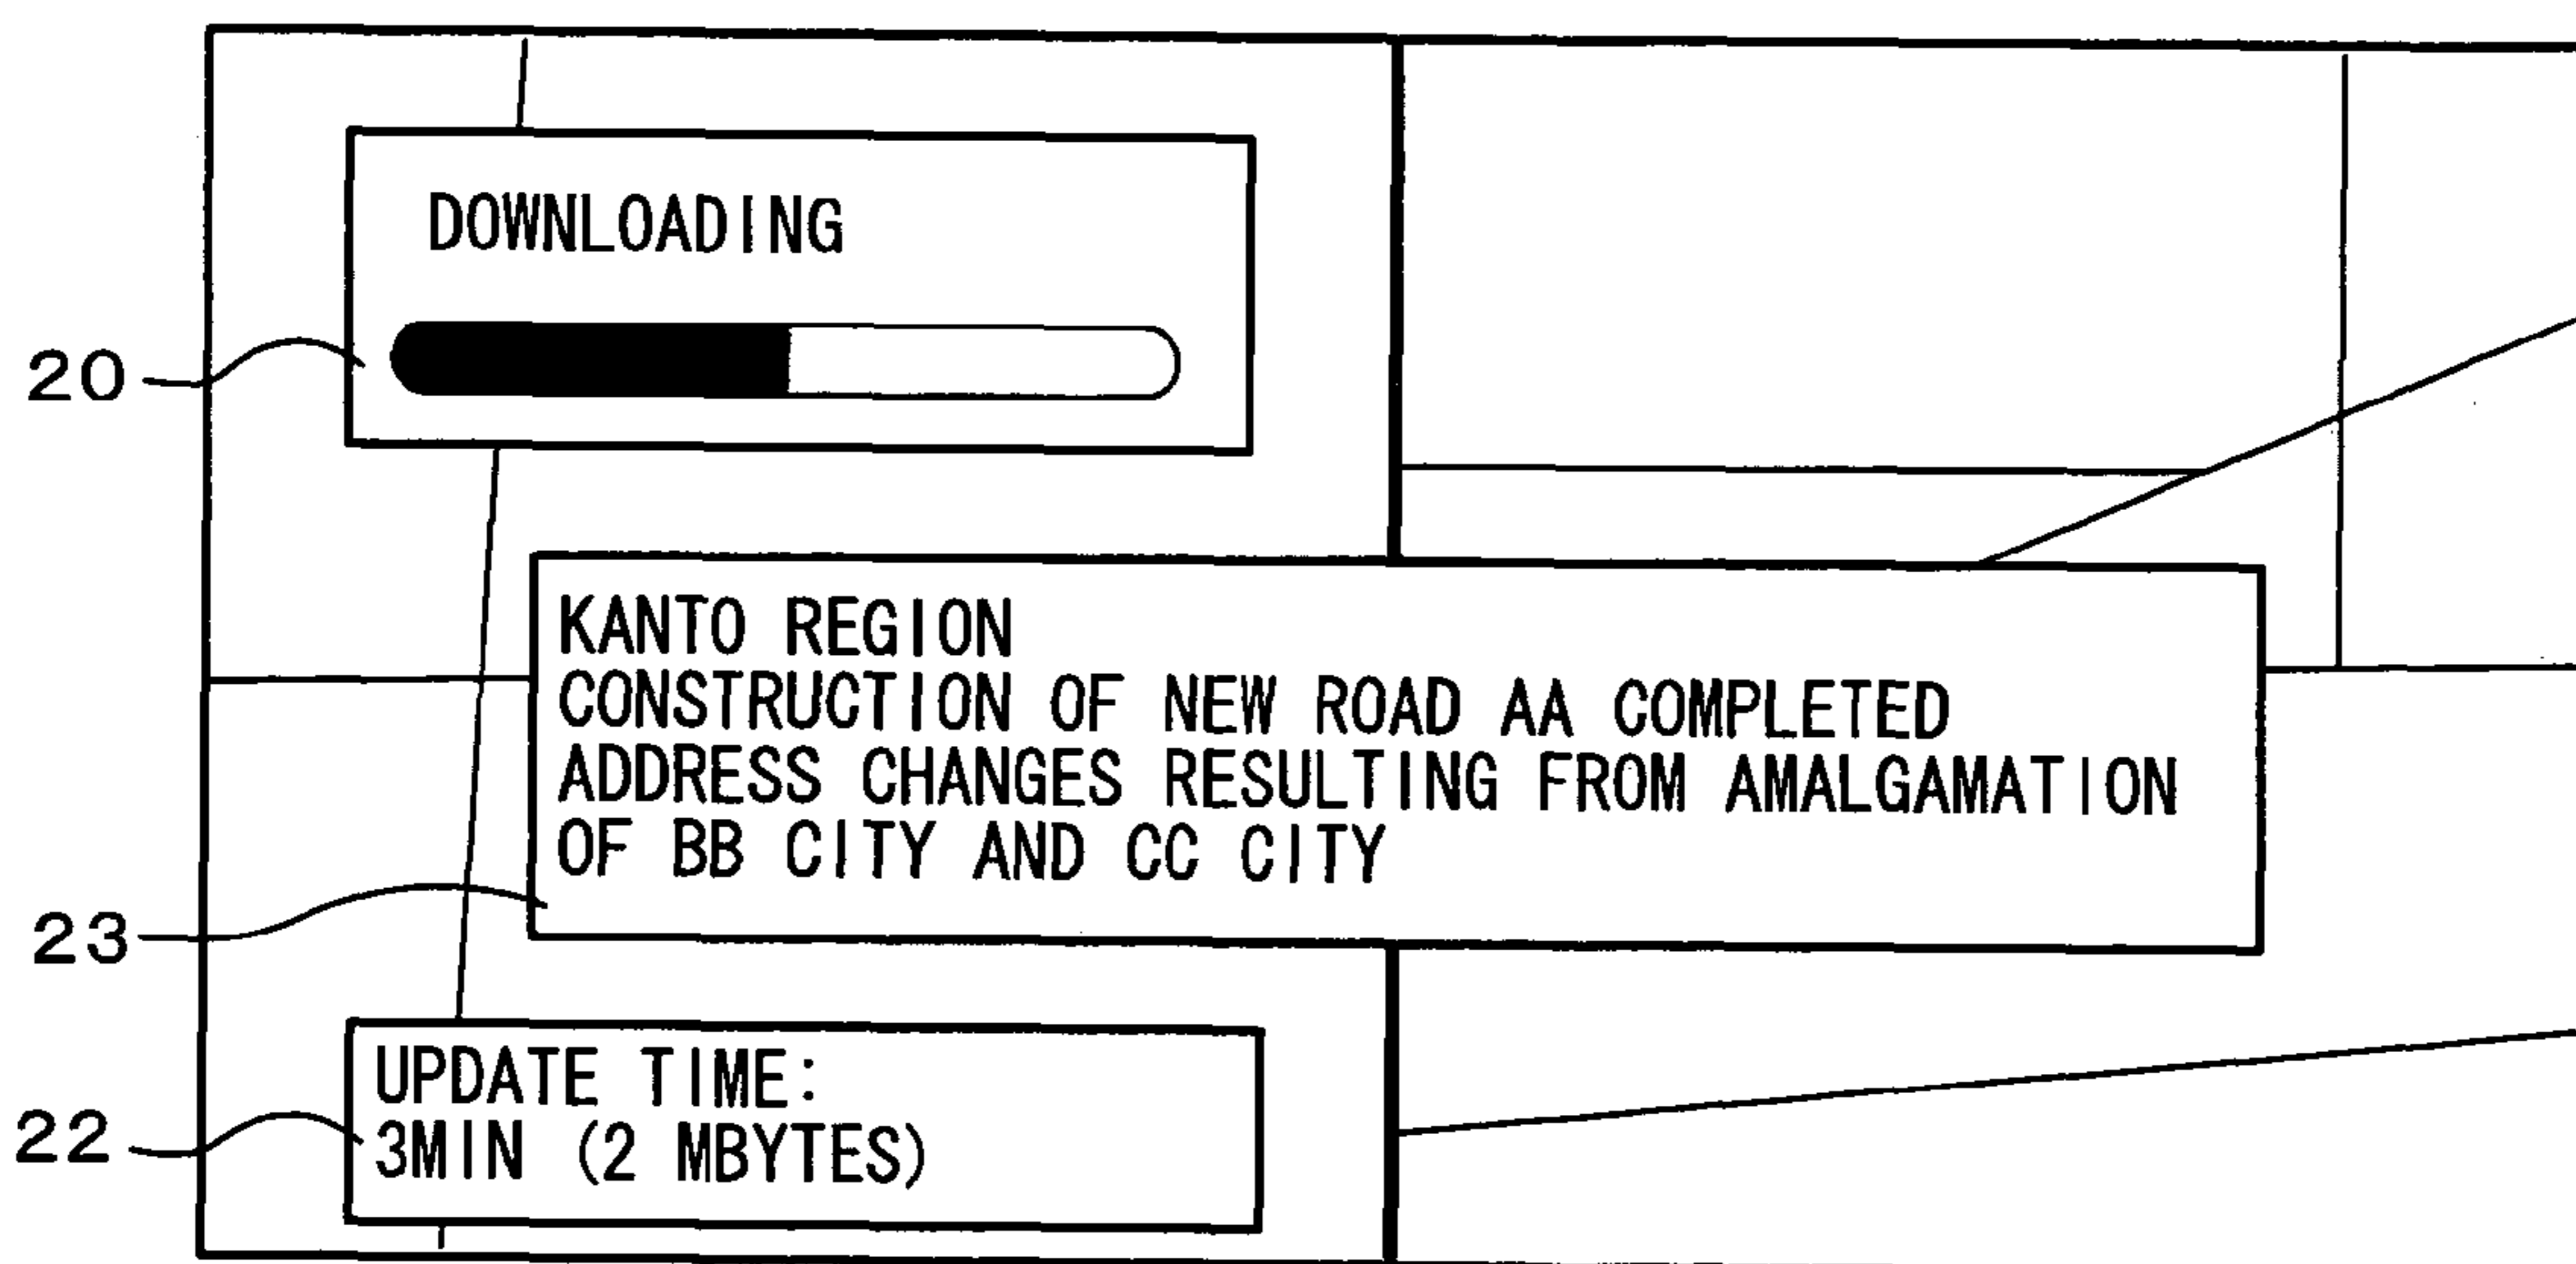 DOWNLOADING
20
KANTO REGION
CONSTRUCTION OF NEW ROAD AA COMPLETED
ADDRESS CHANGES RESULTING FROM AMALGAMATION
OF BB CITY AND CC CITY
23
UPDATE TIME:
3MIN (2 MBYTES)
22